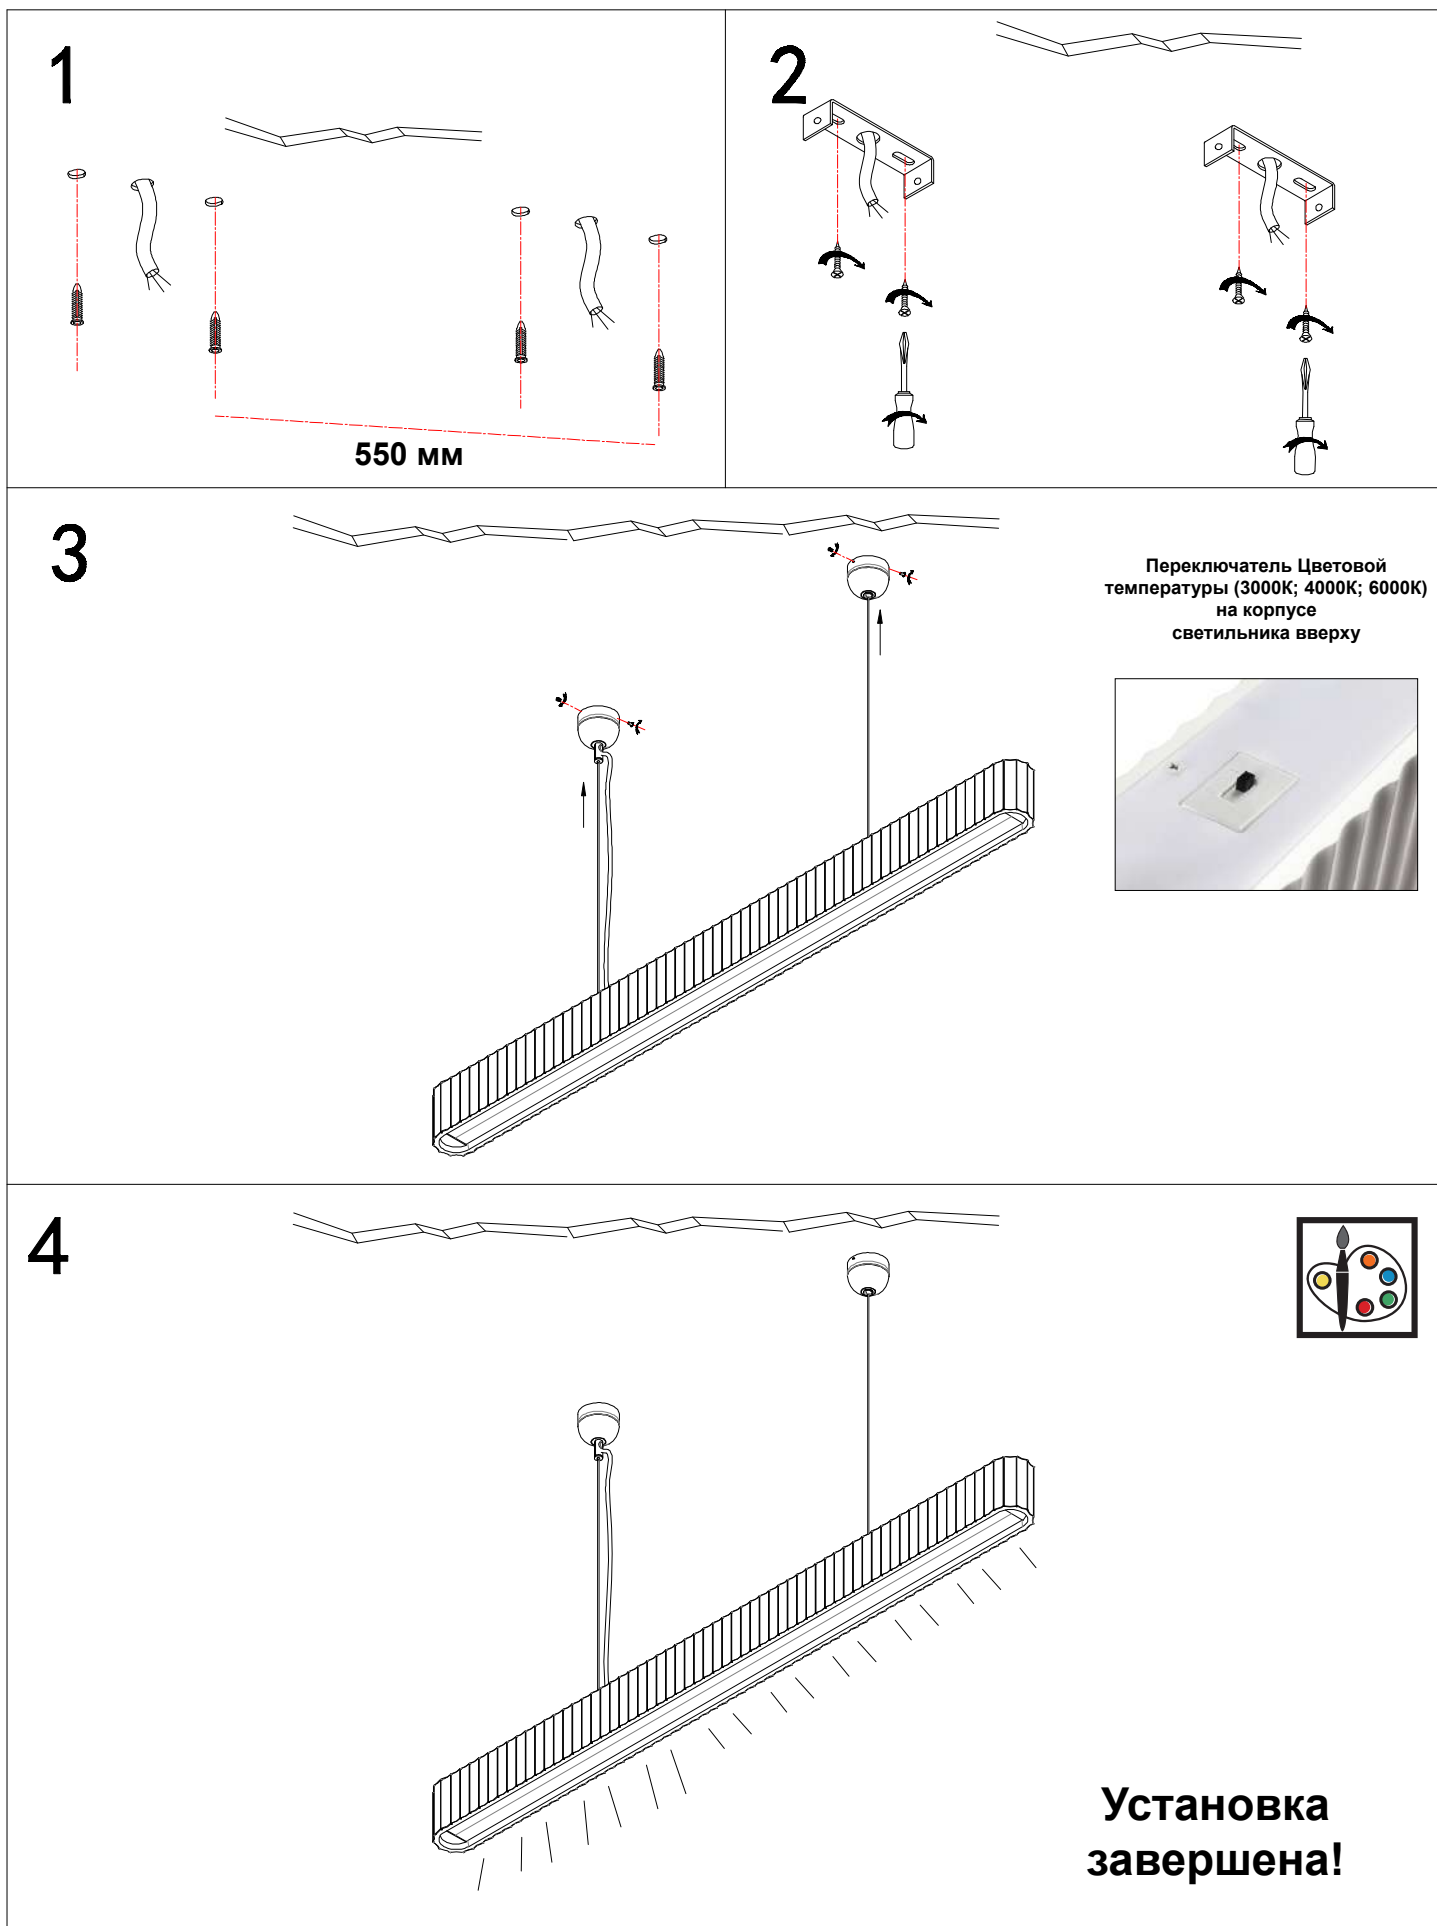 1
550 мм
2
3
Переключатель Цветовой
температуры (3000К; 4000К; 6000К)
на корпусе
светильника вверху
4
Установка
завершена!